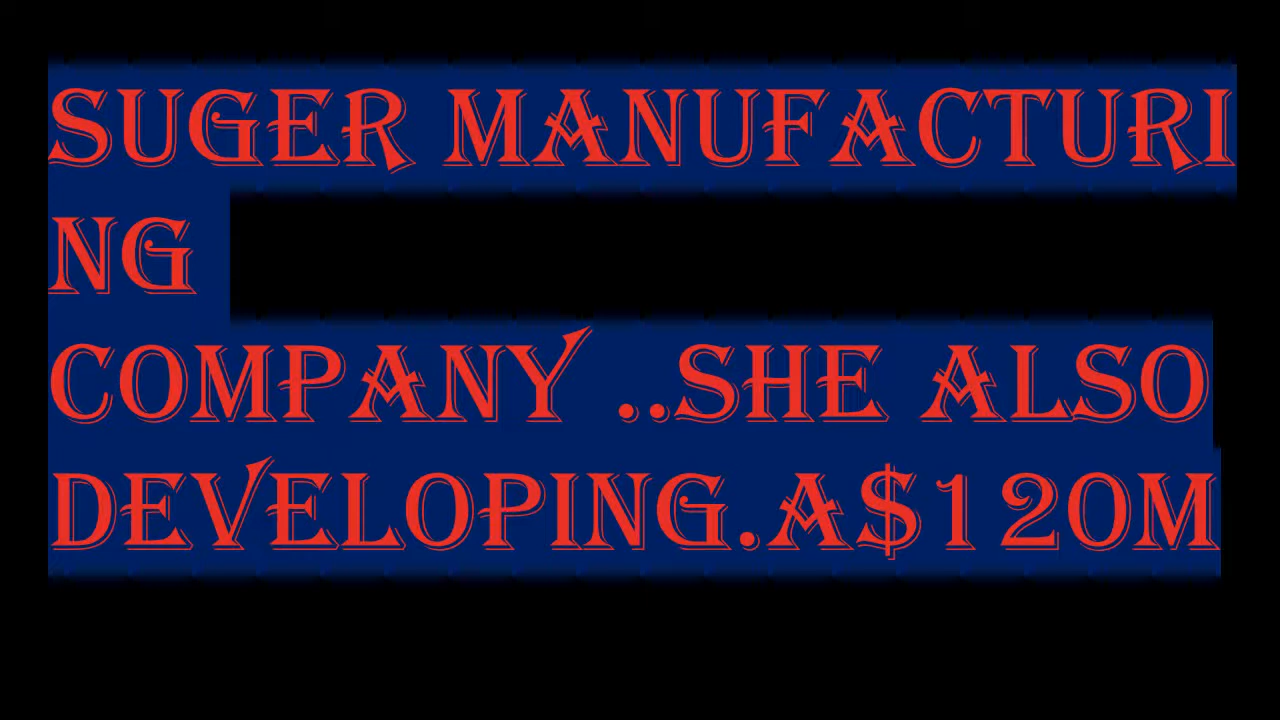 SUGER MANUFACTURI
NG
COMPANY ..SHE ALSO
DEVELOPING.A$120M